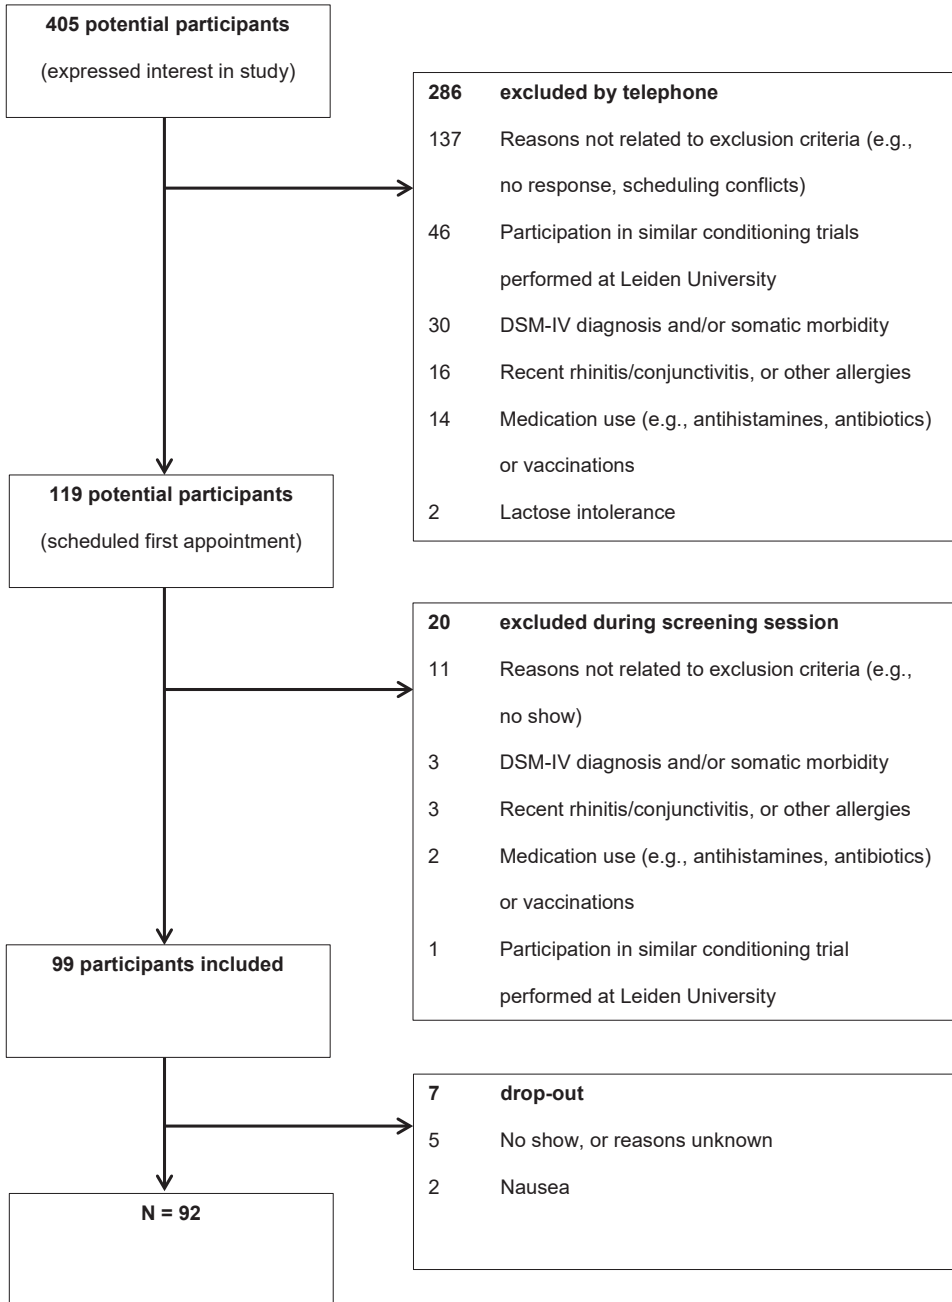 405 potential participants
(expressed interest in study)
286 excluded by telephone
137 Reasons not related to exclusion criteria (e.g.,
no response, scheduling conflicts)
46 Participation in similar conditioning trials
performed at Leiden University
30 DSM-IV diagnosis and/or somatic morbidity
16 Recent rhinitis/conjunctivitis, or other allergies
14 Medication use (e.g., antihistamines, antibiotics)
or vaccinations
2 Lactose intolerance
119 potential participants
(scheduled first appointment)
20 excluded during screening session
11 Reasons not related to exclusion criteria (e.g.,
no show)
3 DSM-IV diagnosis and/or somatic morbidity
3 Recent rhinitis/conjunctivitis, or other allergies
2 Medication use (e.g., antihistamines, antibiotics)
or vaccinations
1 Participation in similar conditioning trial
performed at Leiden University
99 participants included
7 drop-out
5 No show, or reasons unknown
2 Nausea
N = 92